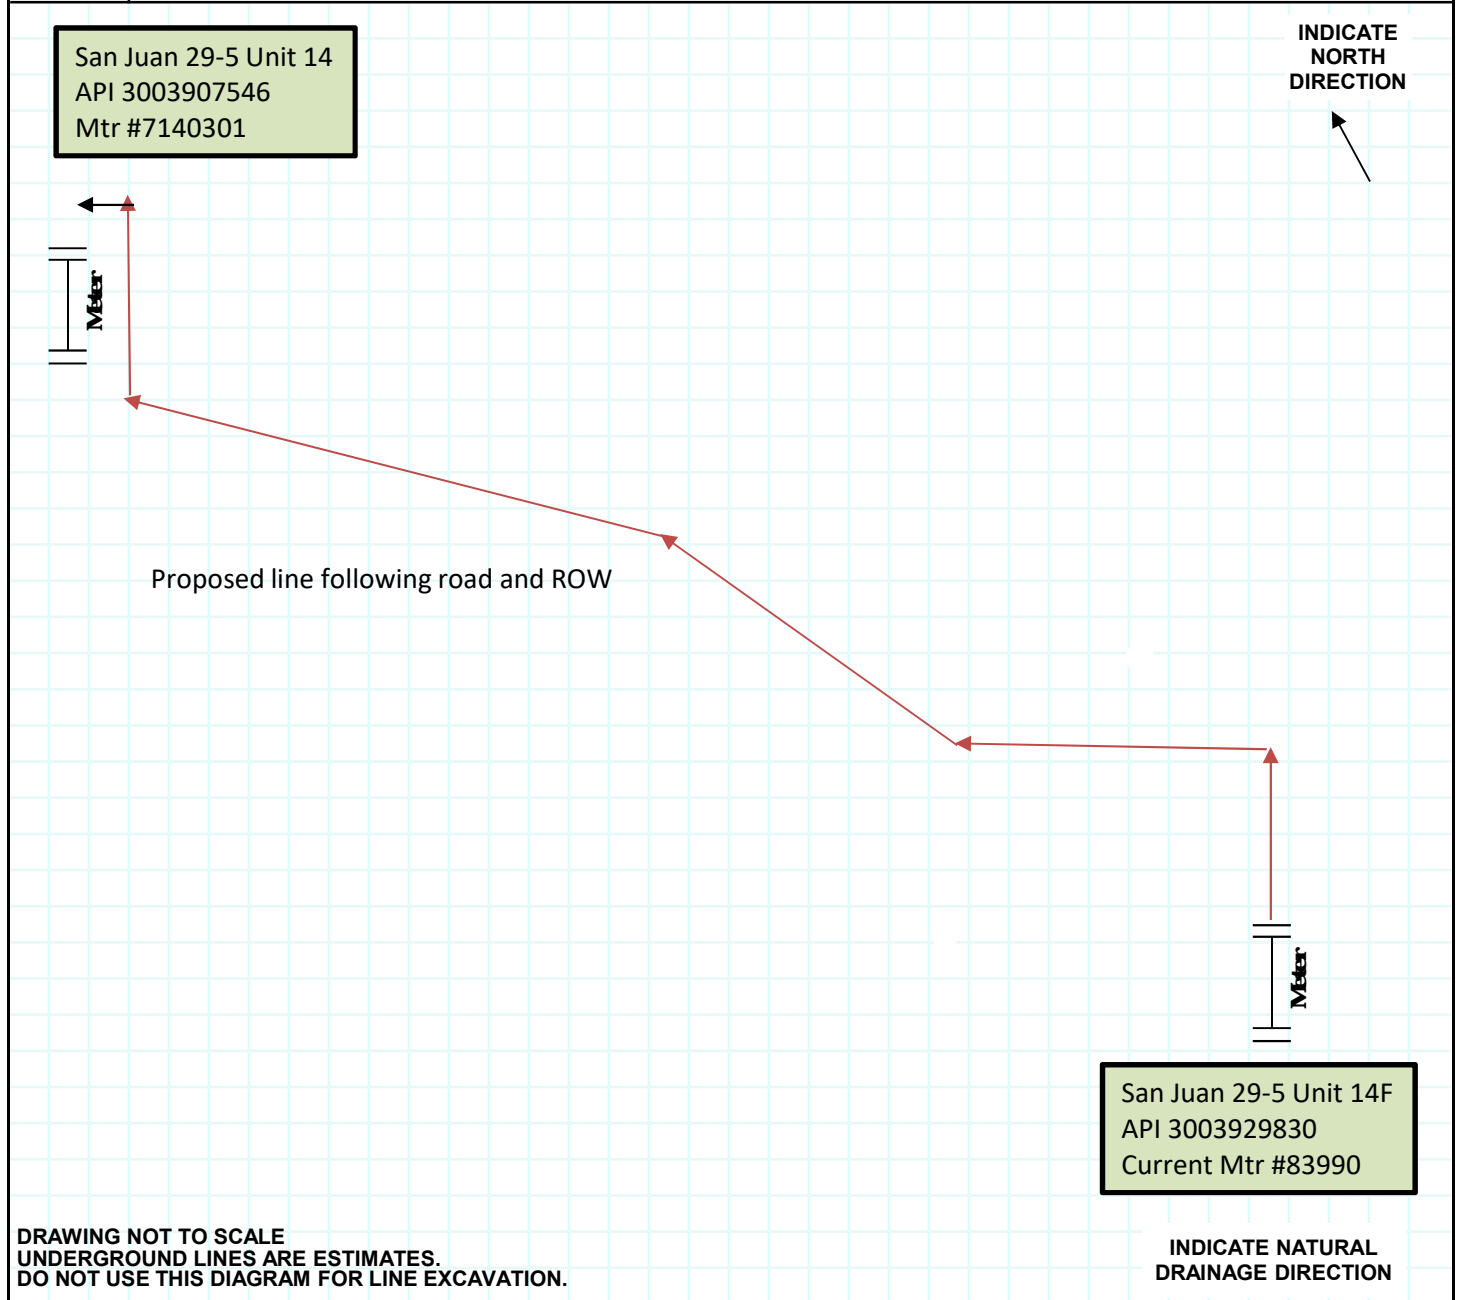 San Juan 29-5 Unit 14
API 3003907546
Mtr #7140301
INDICATE
NORTH
DIRECTION
Meter
Proposed line following road and ROW
Meter
San Juan 29-5 Unit 14F
API 3003929830
Current Mtr #83990
DRAWING NOT TO SCALE
UNDERGROUND LINES ARE ESTIMATES.
DO NOT USE THIS DIAGRAM FOR LINE EXCAVATION.
INDICATE NATURAL
DRAINAGE DIRECTION